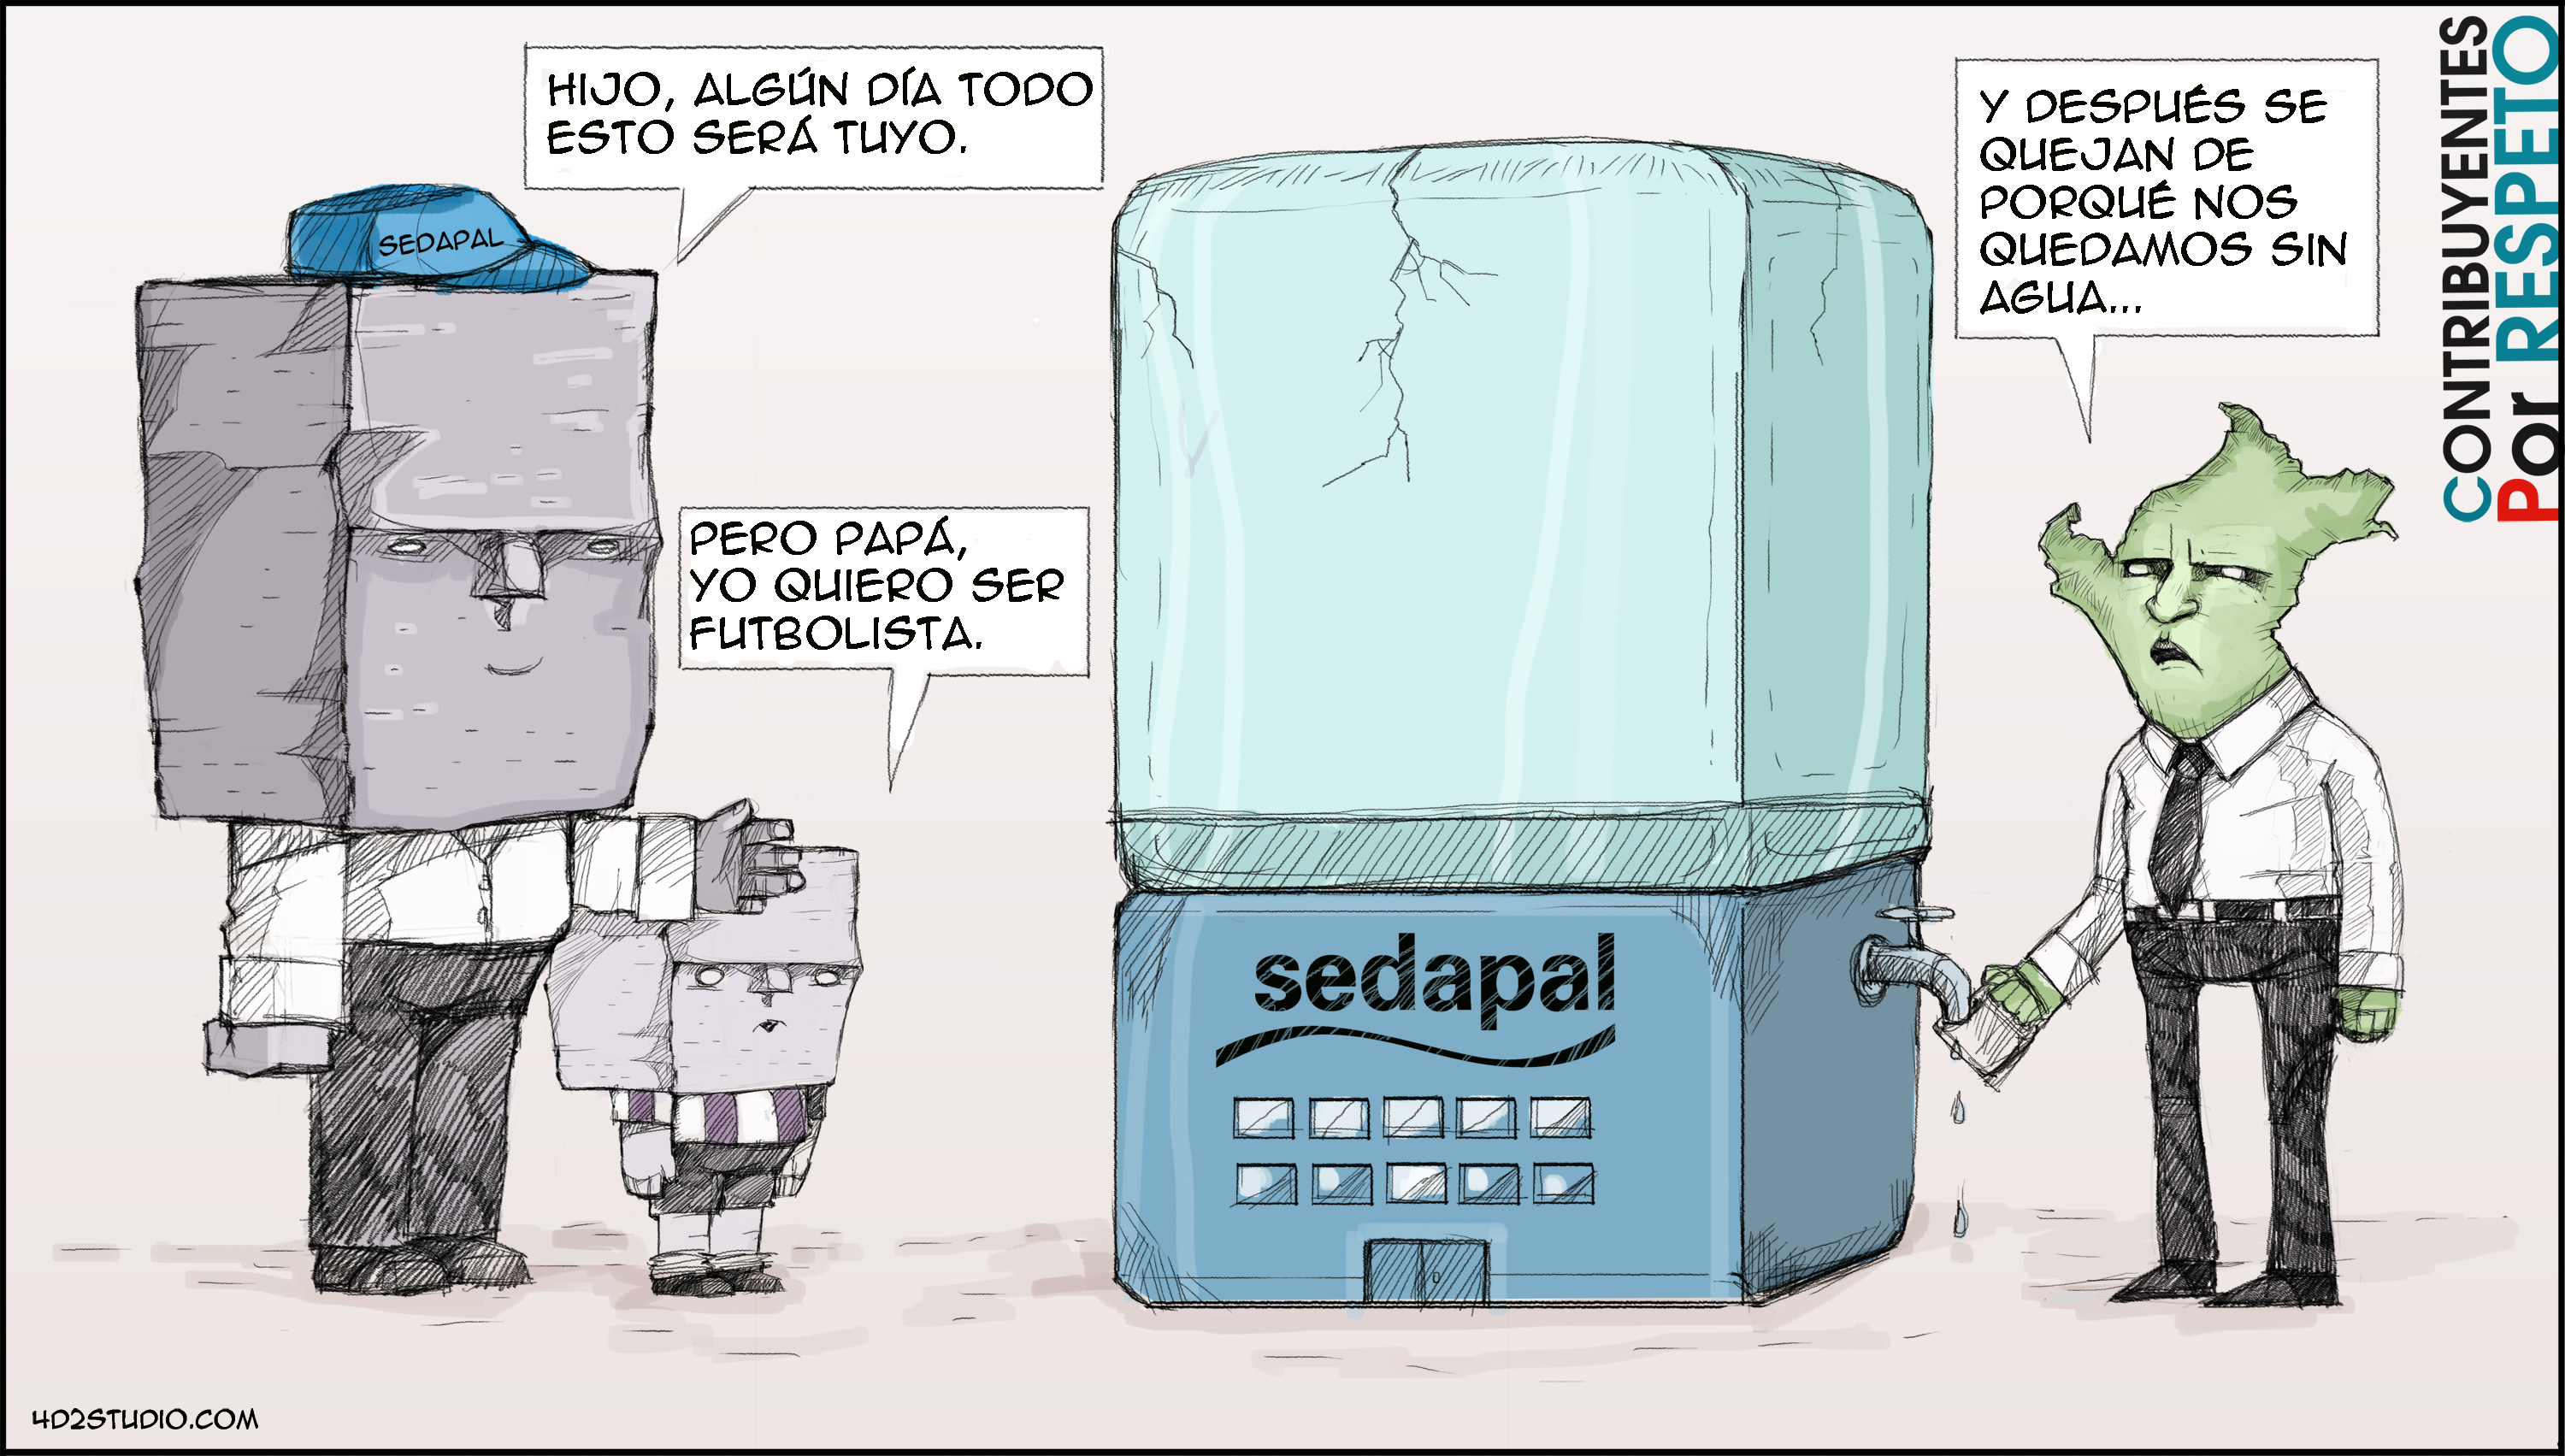 HIJO, ALGÚN DÍA TODO
ESTO SERÁ TUYO.
SEDAPAL
PERO PAPÁ,
YO QUIERO SER
FUTBOLISTA.
Y DESPUÉS SE
QUEJAN DE
PORQUÉ NOS
QUEDAMOS SIN
AGUA...
CONTRIBUYENTES
Por RESPETO
sedapal
4D2STUDIO.COM